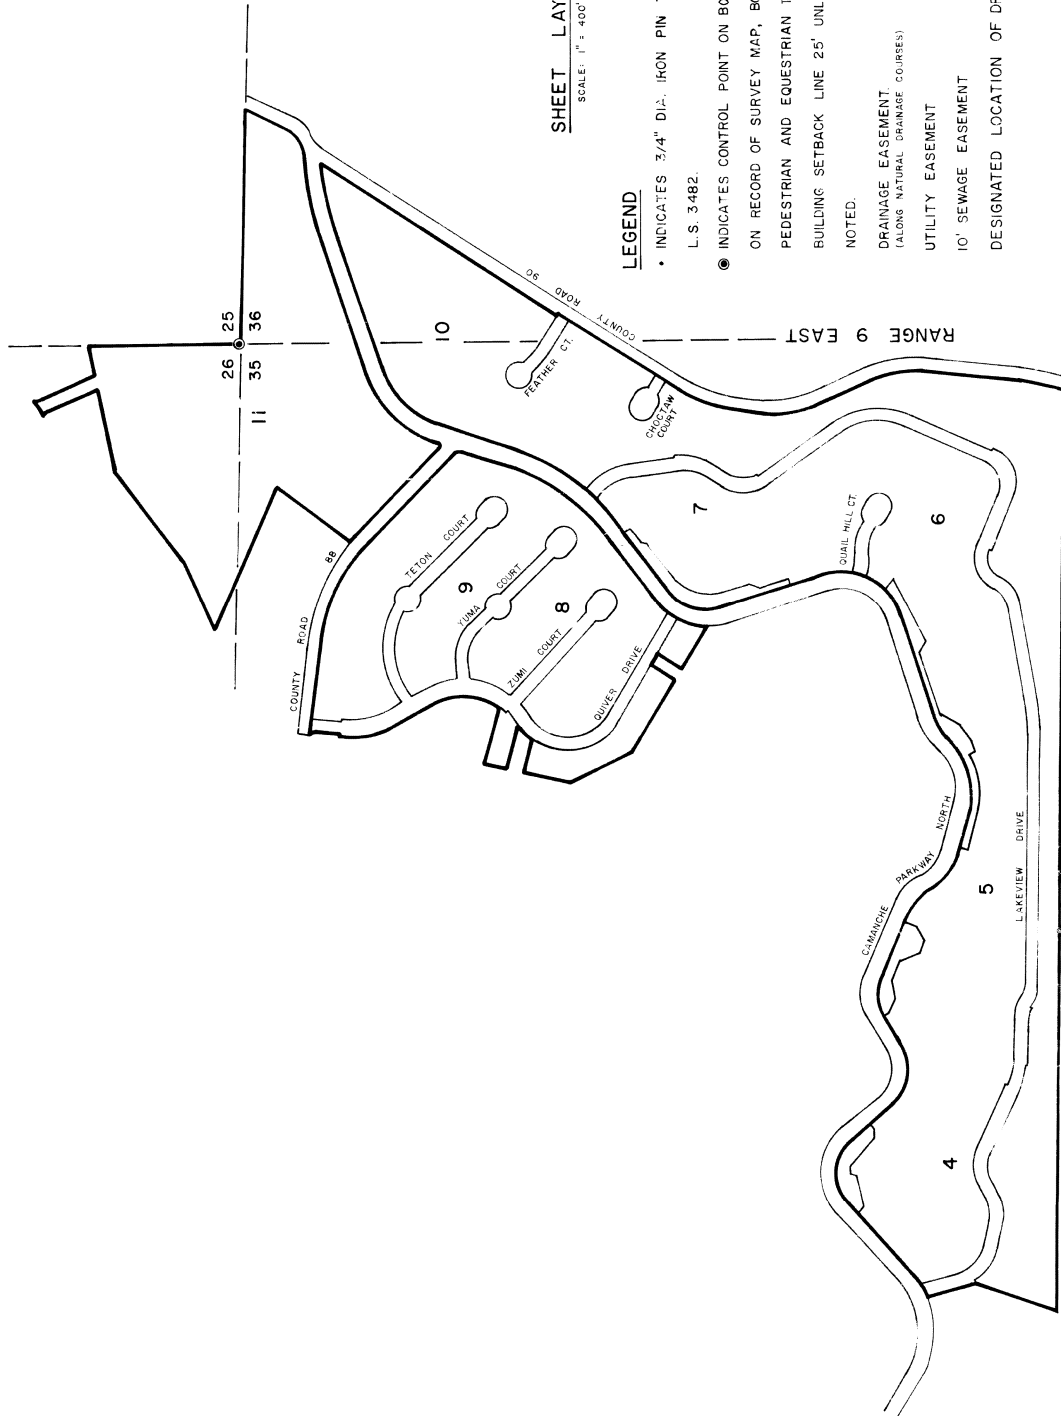 SHEET LAY
SCALE: 1" = 400'
LEGEND
• INDICATES 3/4" DIA. IRON PIN
L.S. 3482.
INDICATES CONTROL POINT ON BO
ON RECORD OF SURVEY MAP, BO
PEDESTRIAN AND EQUESTRIAN T
BUILDING SETBACK LINE 25' UNL
NOTED.
DRAINAGE EASEMENT.
(ALONG NATURAL DRAINAGE COURSES)
UTILITY EASEMENT
10' SEWAGE EASEMENT
DESIGNATED LOCATION OF DR
26 25
35 36
11
10
RANGE 9 EAST
COUNTY ROAD 90
FEATHER CT.
CHOCTAW
COURT
COUNTY ROAD 88
TETON COURT
9
YUMA COURT
8
ZUMI COURT
QUIVER DRIVE
7
QUAIL HILL CT.
6
CAMANCHE PARKWAY NORTH
5
LAKEVIEW DRIVE
4